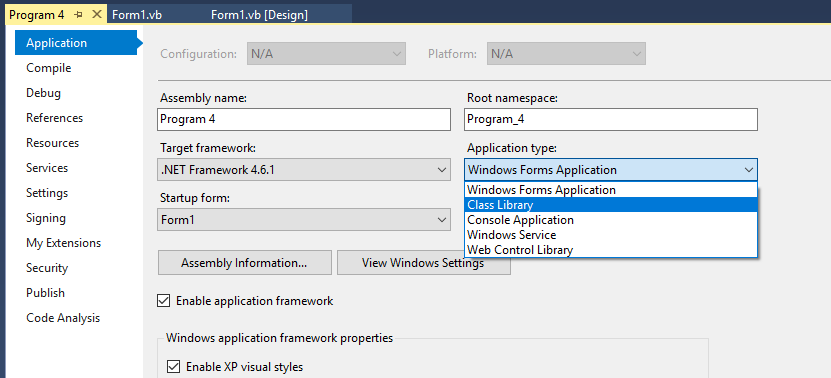 Program 4 Form1.vb Form1.vb [Design]
Application
Compile
Debug
References
Resources
Services
Settings
Signing
My Extensions
Security
Publish
Code Analysis
Configuration: N/A Platform: N/A
Assembly name: Root namespace:
Program 4 Program_4
Target framework: Application type:
.NET Framework 4.6.1 Windows Forms Application
Windows Forms Application
Class Library
Console Application
Windows Service
Web Control Library
Startup form:
Form1
Assembly Information... View Windows Settings
Enable application framework
Windows application framework properties
Enable XP visual styles